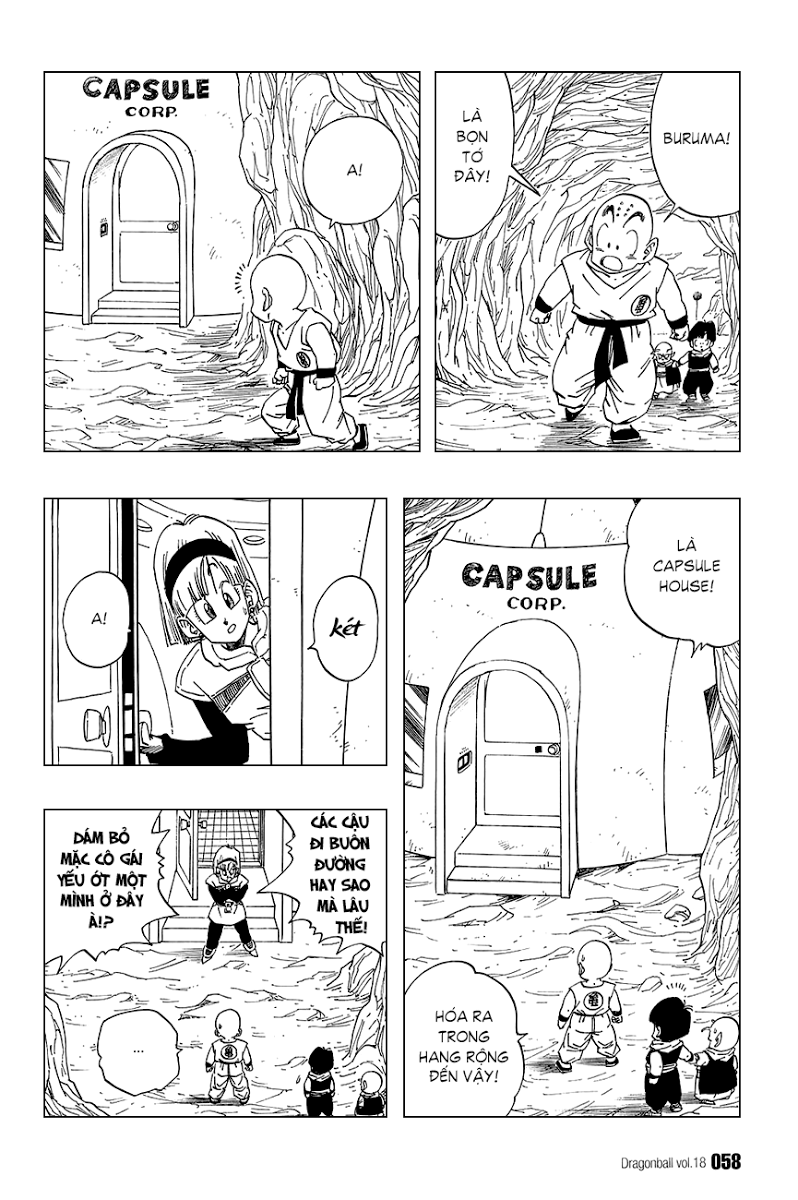 BURUMA!
LÀ
BỌN
TỚ
ĐÂY!
CAPSULE
CORP.
A!
LÀ
CAPSULE
HOUSE!
CAPSULE
CORP.
HÓA RA
TRONG
HANG RỘNG
ĐẾN VẬY!
két
A!
CÁC CẬU
ĐI BUÔN
ĐƯỜNG
HAY SAO
MÀ LÂU
THẾ!
DÁM BỎ
MẶC CÔ GÁI
YẾU ỚT MỘT
MÌNH Ở ĐÂY
À!?
...
Dragonball vol.18 058